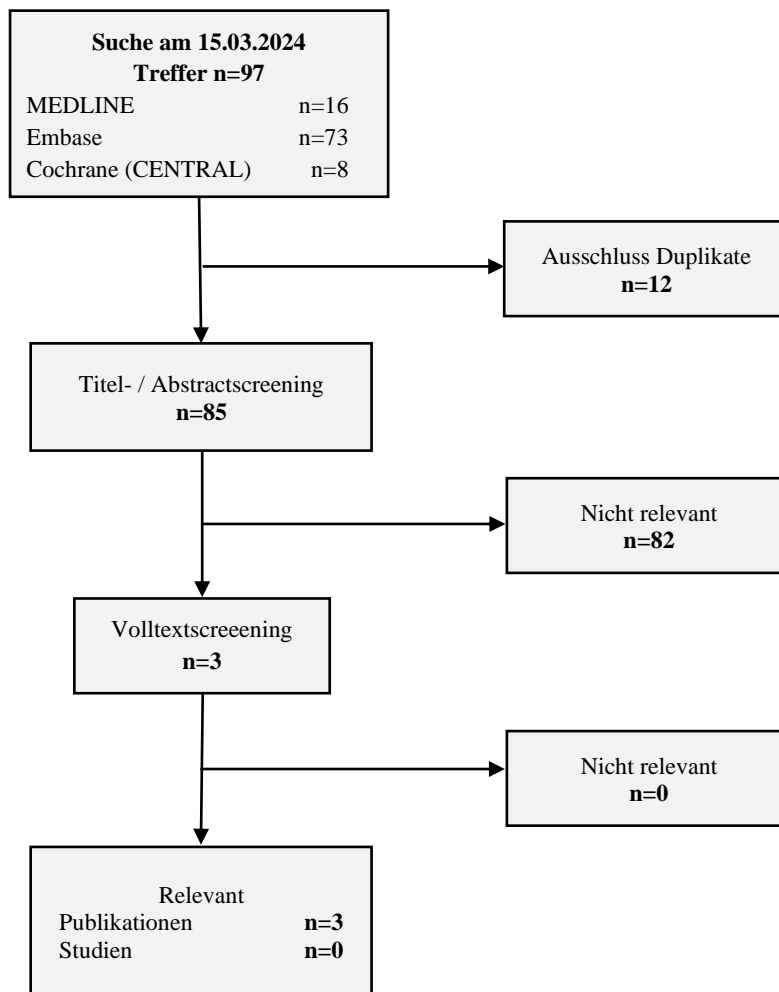 Suche am 15.03.2024
Treffer n=97
MEDLINE n=16
Embase n=73
Cochrane (CENTRAL) n=8
Ausschluss Duplikate
n=12
Titel- / Abstractscreening
n=85
Nicht relevant
n=82
Volltextscreeening
n=3
Nicht relevant
n=0
Relevant
Publikationen n=3
Studien n=0